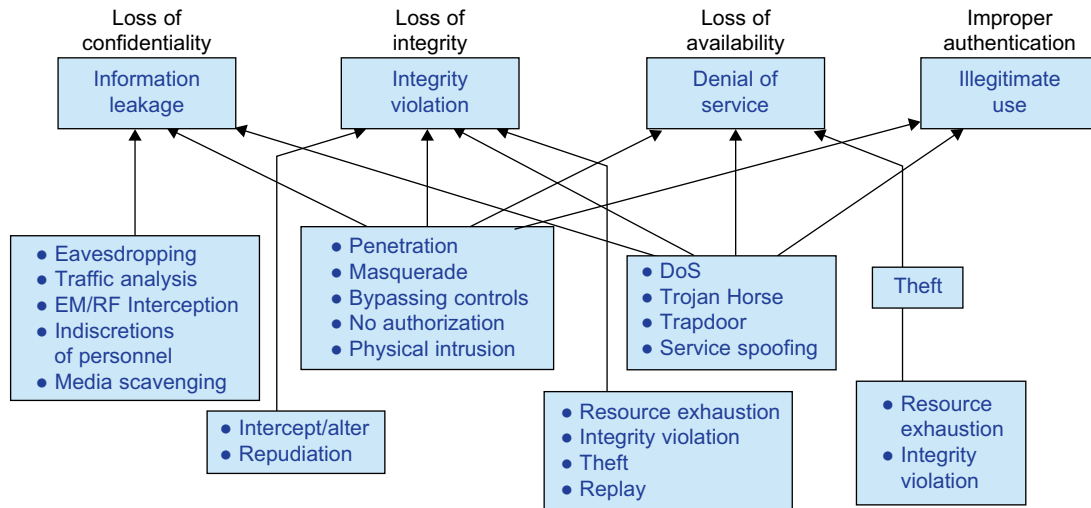 Loss of
confidentiality
Loss of
integrity
Loss of
availability
Improper
authentication
Information
leakage
Integrity
violation
Denial of
service
Illegitimate
use
● Eavesdropping
● Traffic analysis
● EM/RF Interception
● Indiscretions
of personnel
● Media scavenging
● Penetration
● Masquerade
● Bypassing controls
● No authorization
● Physical intrusion
● DoS
● Trojan Horse
● Trapdoor
● Service spoofing
Theft
● Intercept/alter
● Repudiation
● Resource exhaustion
● Integrity violation
● Theft
● Replay
● Resource
exhaustion
● Integrity
violation